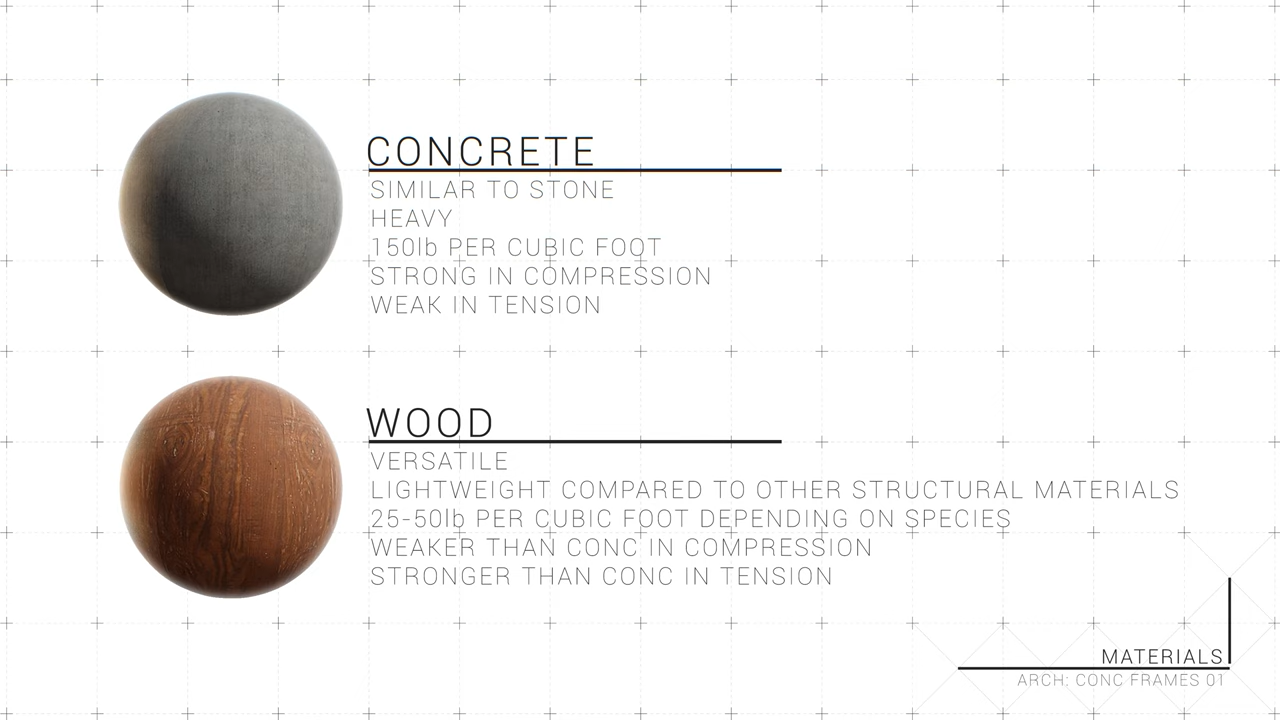 CONCRETE
SIMILAR TO STONE
HEAVY
150lb PER CUBIC FOOT
STRONG IN COMPRESSION
WEAK IN TENSION
WOOD
VERSATILE
LIGHTWEIGHT COMPARED TO OTHER STRUCTURAL MATERIALS
25-50lb PER CUBIC FOOT DEPENDING ON SPECIES
WEAKER THAN CONC IN COMPRESSION
STRONGER THAN CONC IN TENSION
MATERIALS
ARCH: CONC FRAMES 01